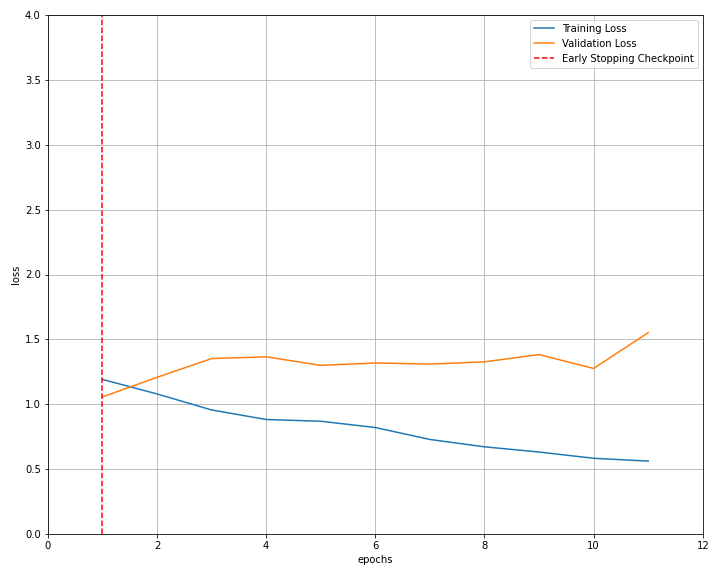 Training Loss
Validation Loss
Early Stopping Checkpoint
4.0
3.5
3.0
2.5
2.0
1.5
1.0
0.5
0.0
loss
0 2 4 6 8 10 12
epochs